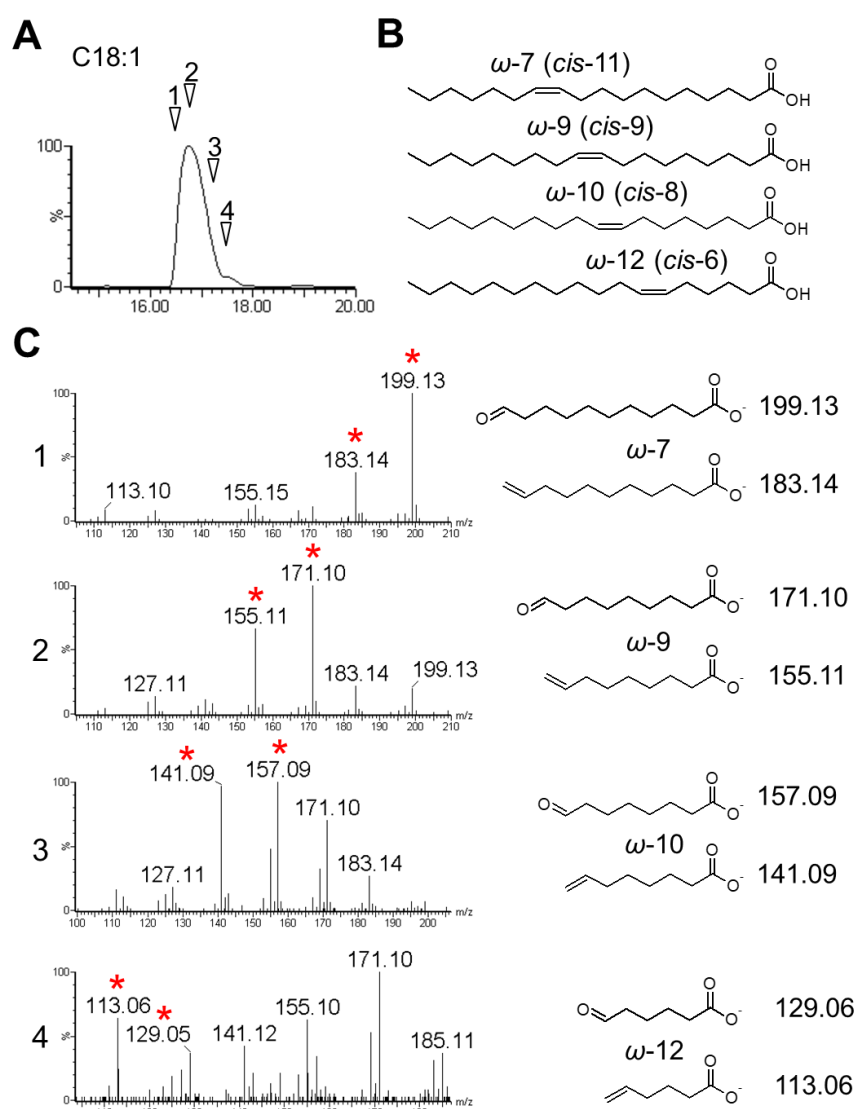 A
C18:1
1
2
3
4
100
%
0
16.00
18.00
20.00
B
ω-7 (cis-11)
O
OH
ω-9 (cis-9)
O
OH
ω-10 (cis-8)
O
OH
ω-12 (cis-6)
O
OH
C
1
100
%
0
*
199.13
*
183.14
113.10
155.15
110 120 130 140 150 160 170 180 190 200 210
m/z
O
O
O-
199.13
ω-7
O
O-
183.14
2
100
%
0
*
171.10
*
155.11
127.11
183.14
199.13
110 120 130 140 150 160 170 180 190 200 210
m/z
O
O
O-
171.10
ω-9
O
O-
155.11
3
100
%
0
*
141.09
*
157.09
171.10
127.11
183.14
100 110 120 130 140 150 160 170 180 190 200
m/z
O
O
O-
157.09
ω-10
O
O-
141.09
4
100
%
0
*
113.06
*
129.05
141.12
155.10
171.10
185.11
m/z
O
O
O-
129.06
ω-12
O
O-
113.06